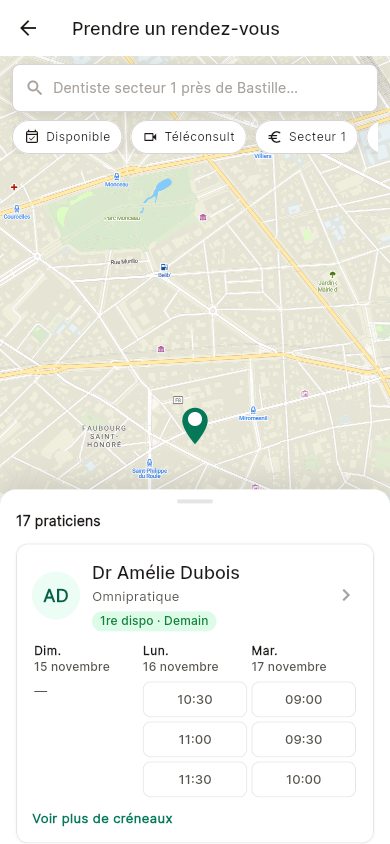 Prendre un rendez-vous
Dentiste secteur 1 près de Bastille...
Disponible
Téléconsult
Secteur 1
Villiers
Monceau
Courcelles
Parc Monceau
Rue Murillo
Jardins
Mairie d
FAUBOURG
SAINT-
HONORÉ
Miromesnil
Saint-Philippe
du Roule
17 praticiens
AD
Dr Amélie Dubois
Omnipratique
1re dispo · Demain
Dim.
15 novembre
—
Lun.
16 novembre
10:30
11:00
11:30
Mar.
17 novembre
09:00
09:30
10:00
Voir plus de créneaux